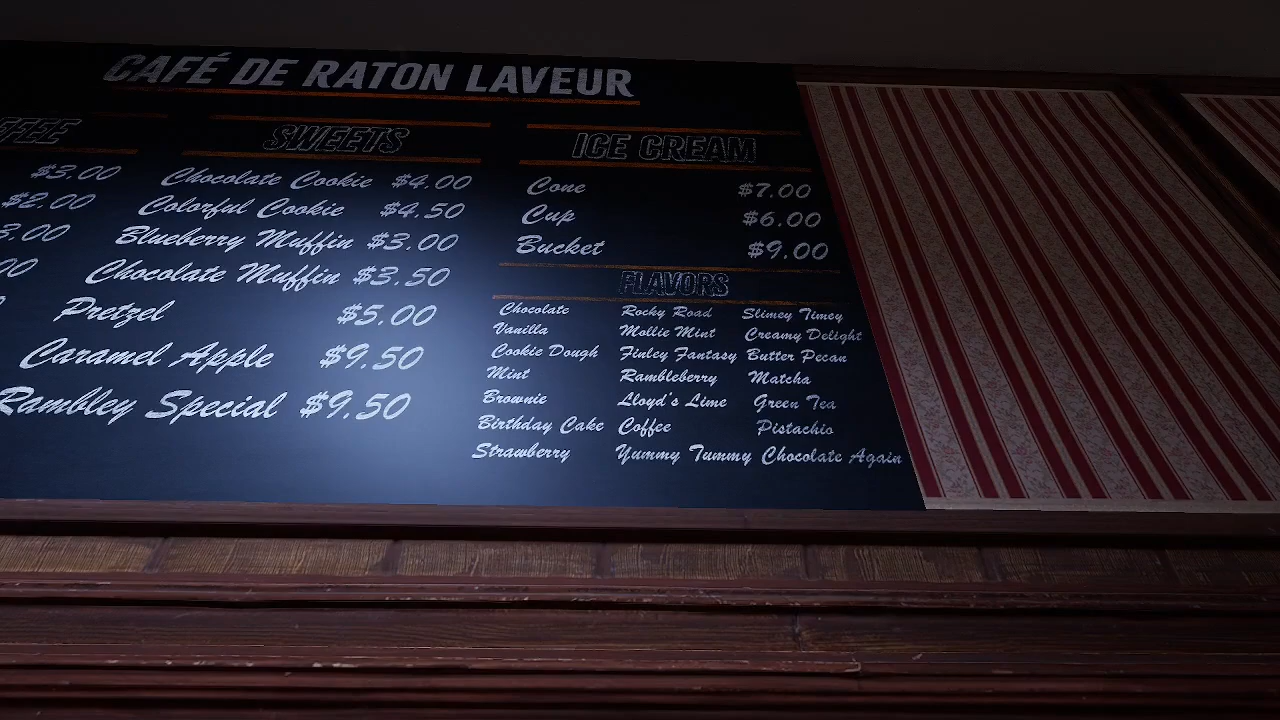 CAFÉ DE RATON LAVEUR
$3.00
$2.00
SWEETS
Chocolate Cookie $4.00
Colorful Cookie $4.50
Blueberry Muffin $3.00
Chocolate Muffin $3.50
Pretzel $5.00
Caramel Apple $9.50
Rambley Special $9.50
ICE CREAM
Cone $7.00
Cup $6.00
Bucket $9.00
FLAVORS
Chocolate Rocky Road Slimey Timey
Vanilla Mollie Mint Creamy Delight
Cookie Dough Finley Fantasy Butter Pecan
Mint Rambleberry Matcha
Brownie Lloyd's Lime Green Tea
Birthday Cake Coffee Pistachio
Strawberry Yummy Tummy Chocolate Again